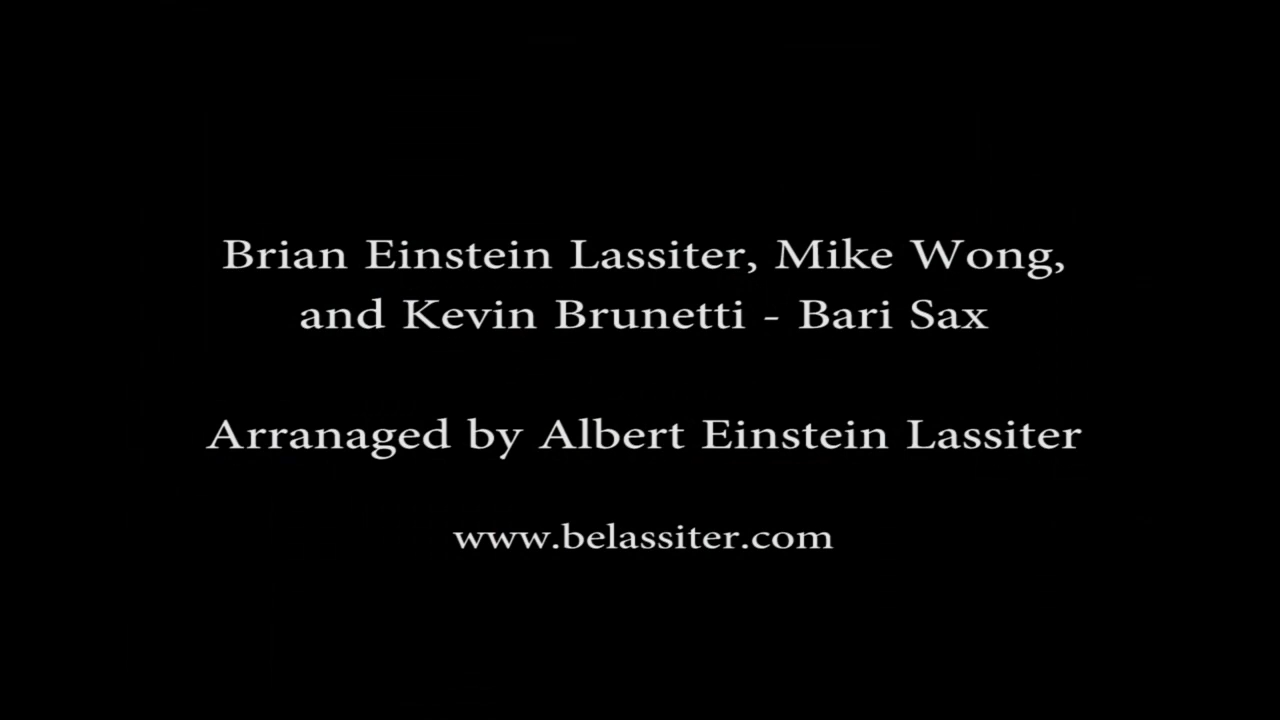 Brian Einstein Lassiter, Mike Wong,
and Kevin Brunetti - Bari Sax
Arranaged by Albert Einstein Lassiter
www.belassiter.com